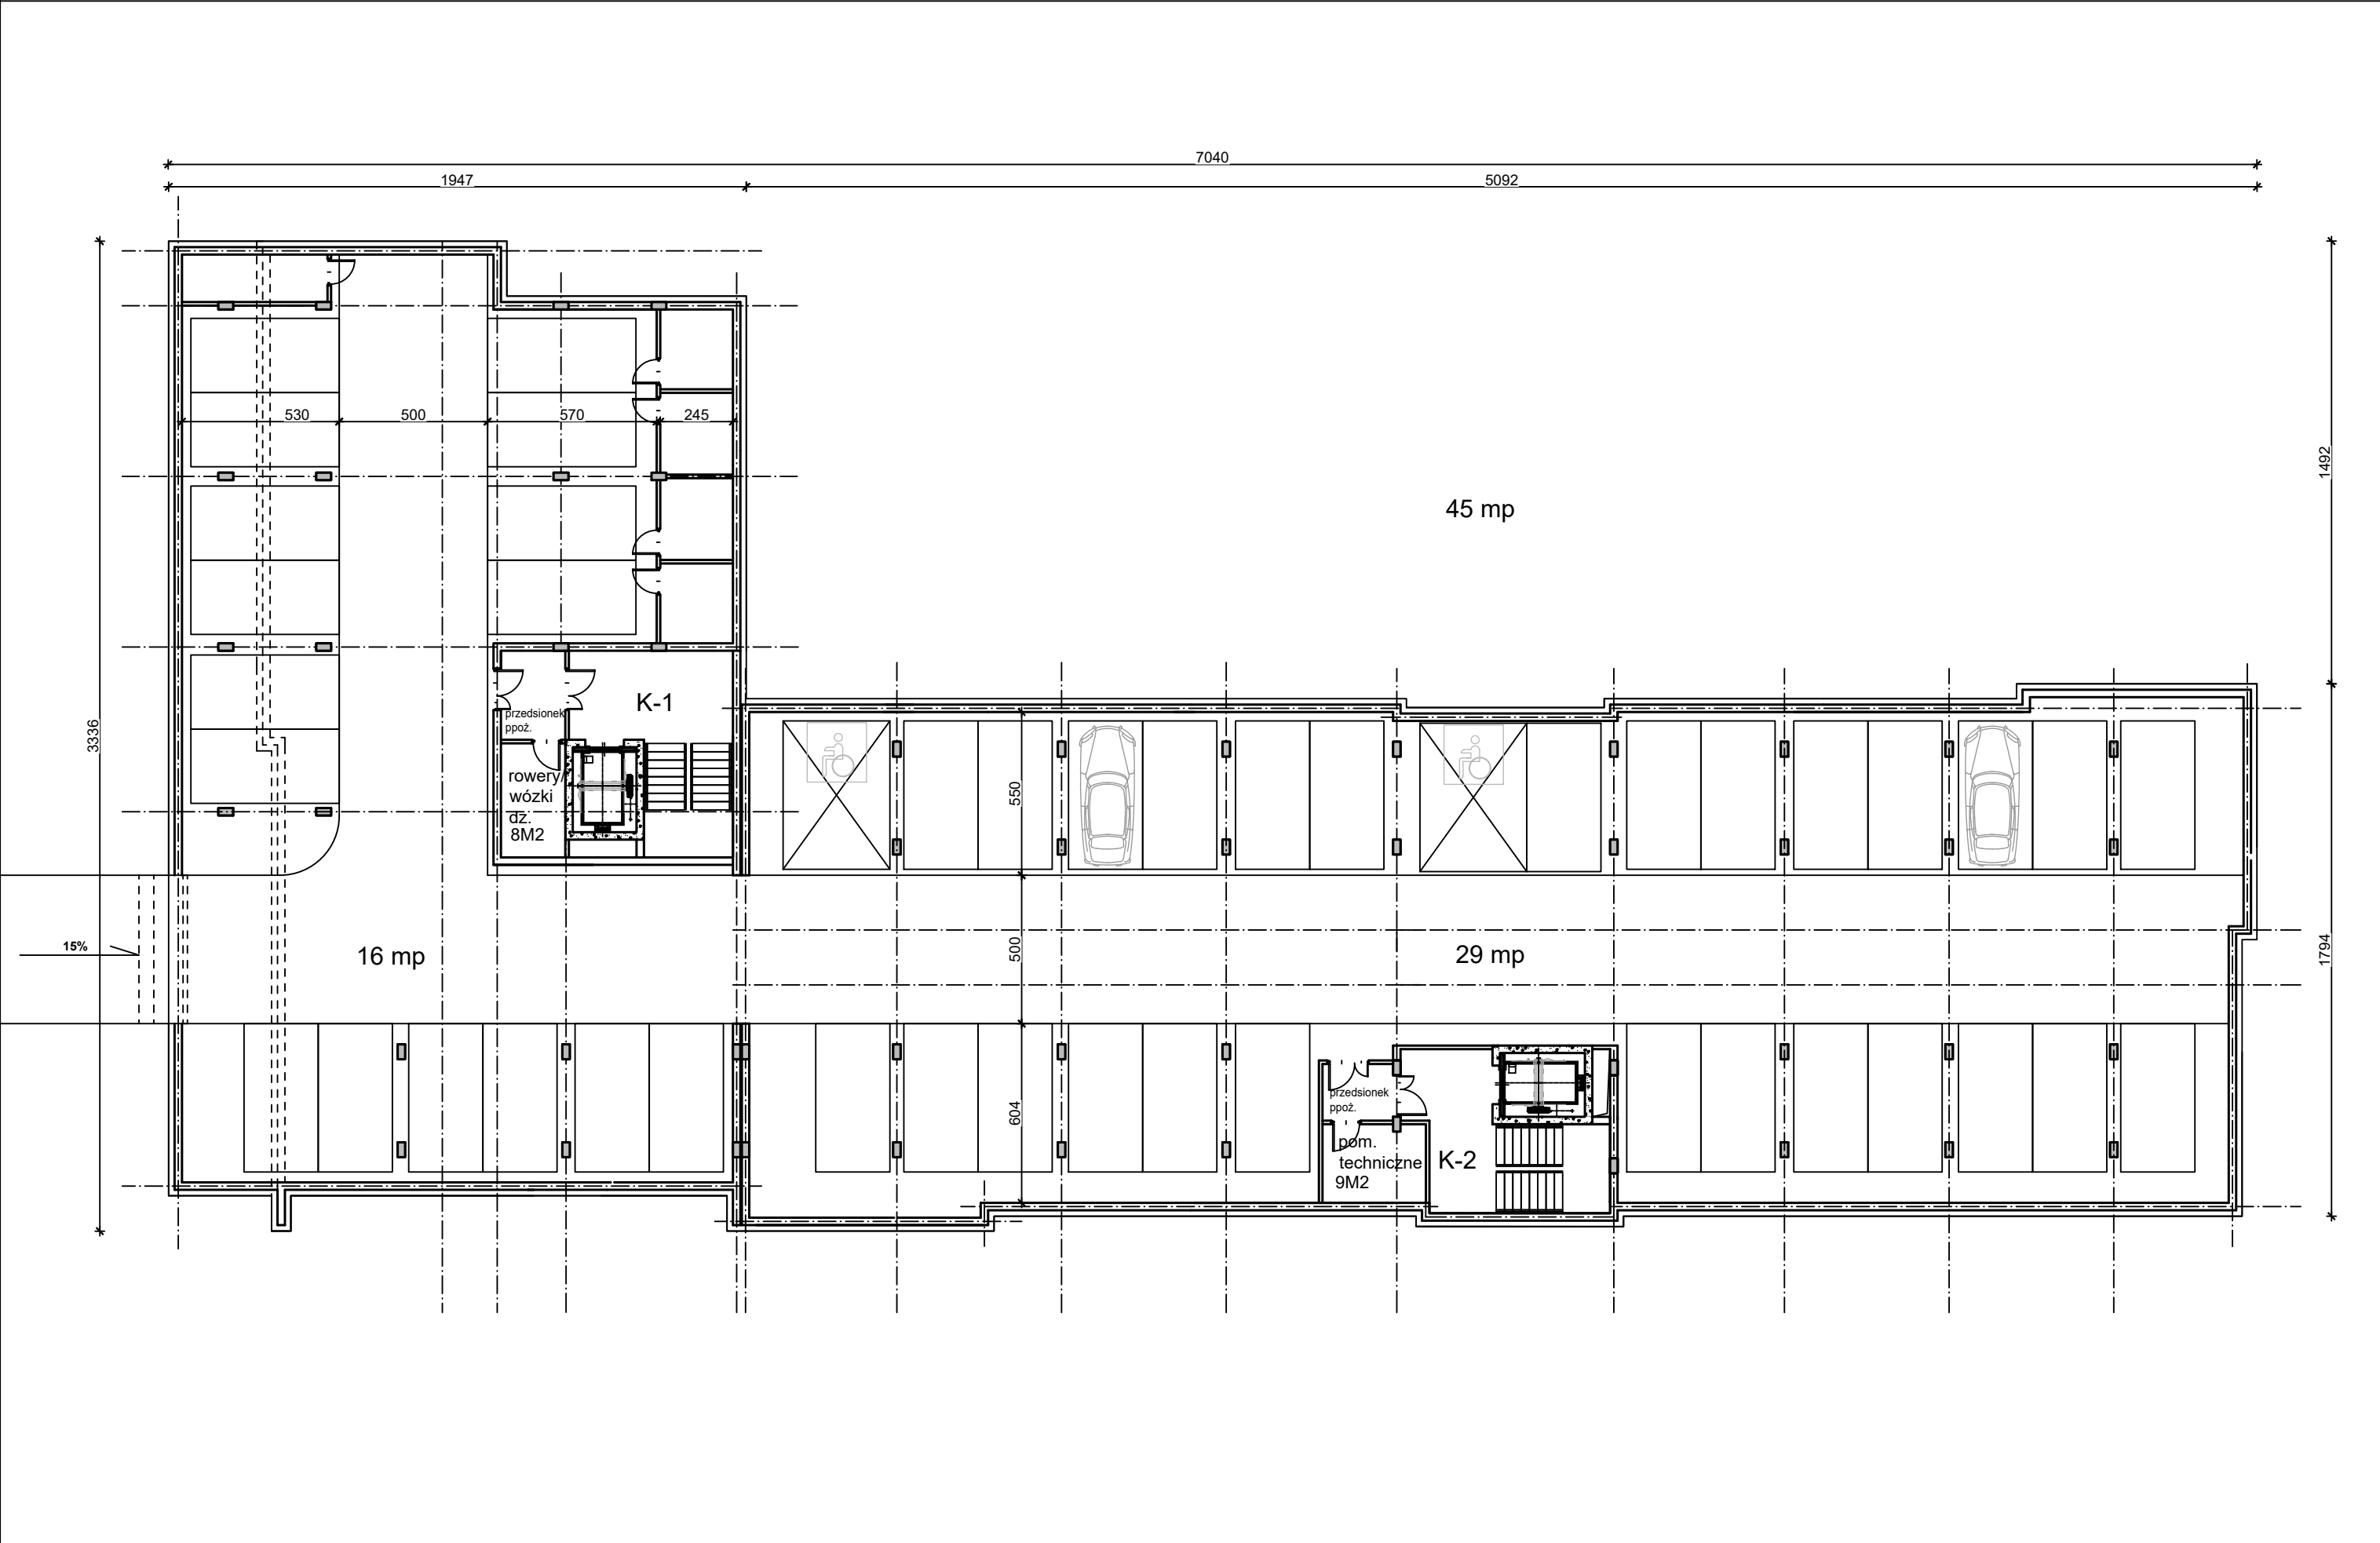 7040
1947
5092
530
500
570
245
1492
45 mp
3336
K-1
przedsionek
ppoż.
rowery/
wózki
dz.
8M2
550
15%
16 mp
500
29 mp
1794
604
przedsionek
ppoż.
pom.
techniczne
9M2
K-2